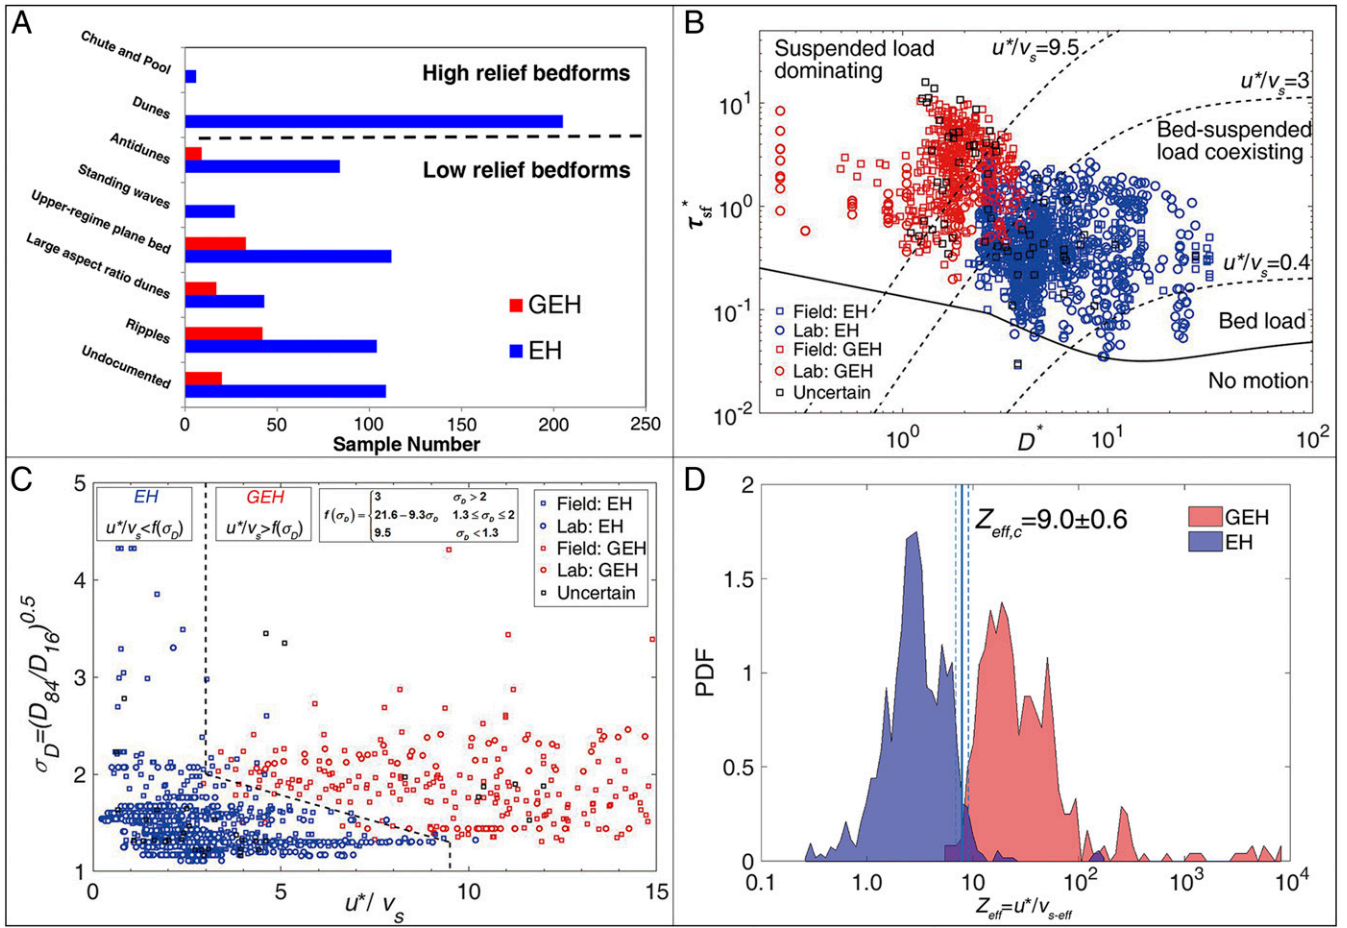 A
Chute and Pool
Dunes
Antidunes
Standing waves
Upper-regime plane bed
Large aspect ratio dunes
Ripples
Undocumented
High relief bedforms
Low relief bedforms
GEH
EH
0 50 100 150 200 250
Sample Number
B
Suspended load
dominating
u*/vs=9.5
u*/vs=3
Bed-suspended
load coexisting
u*/vs=0.4
Bed load
No motion
Field: EH
Lab: EH
Field: GEH
Lab: GEH
Uncertain
τ*sf
10^1
10^0
10^-1
10^-2
10^0 10^1 10^2
D*
C
EH
u*/vs<f(σD)
GEH
u*/vs>f(σD)
f(σD)={3 σD>2
21.6−9.3σD 1.3≤σD≤2
9.5 σD<1.3
Field: EH
Lab: EH
Field: GEH
Lab: GEH
Uncertain
σD=(D84/D16)^0.5
5
4
3
2
1
0 5 10 15
u*/vs
D
Zeff,c=9.0±0.6
GEH
EH
PDF
2
1.5
1
0.5
0
0.1 1.0 10 100 10^3 10^4
Zeff=u*/vs-eff